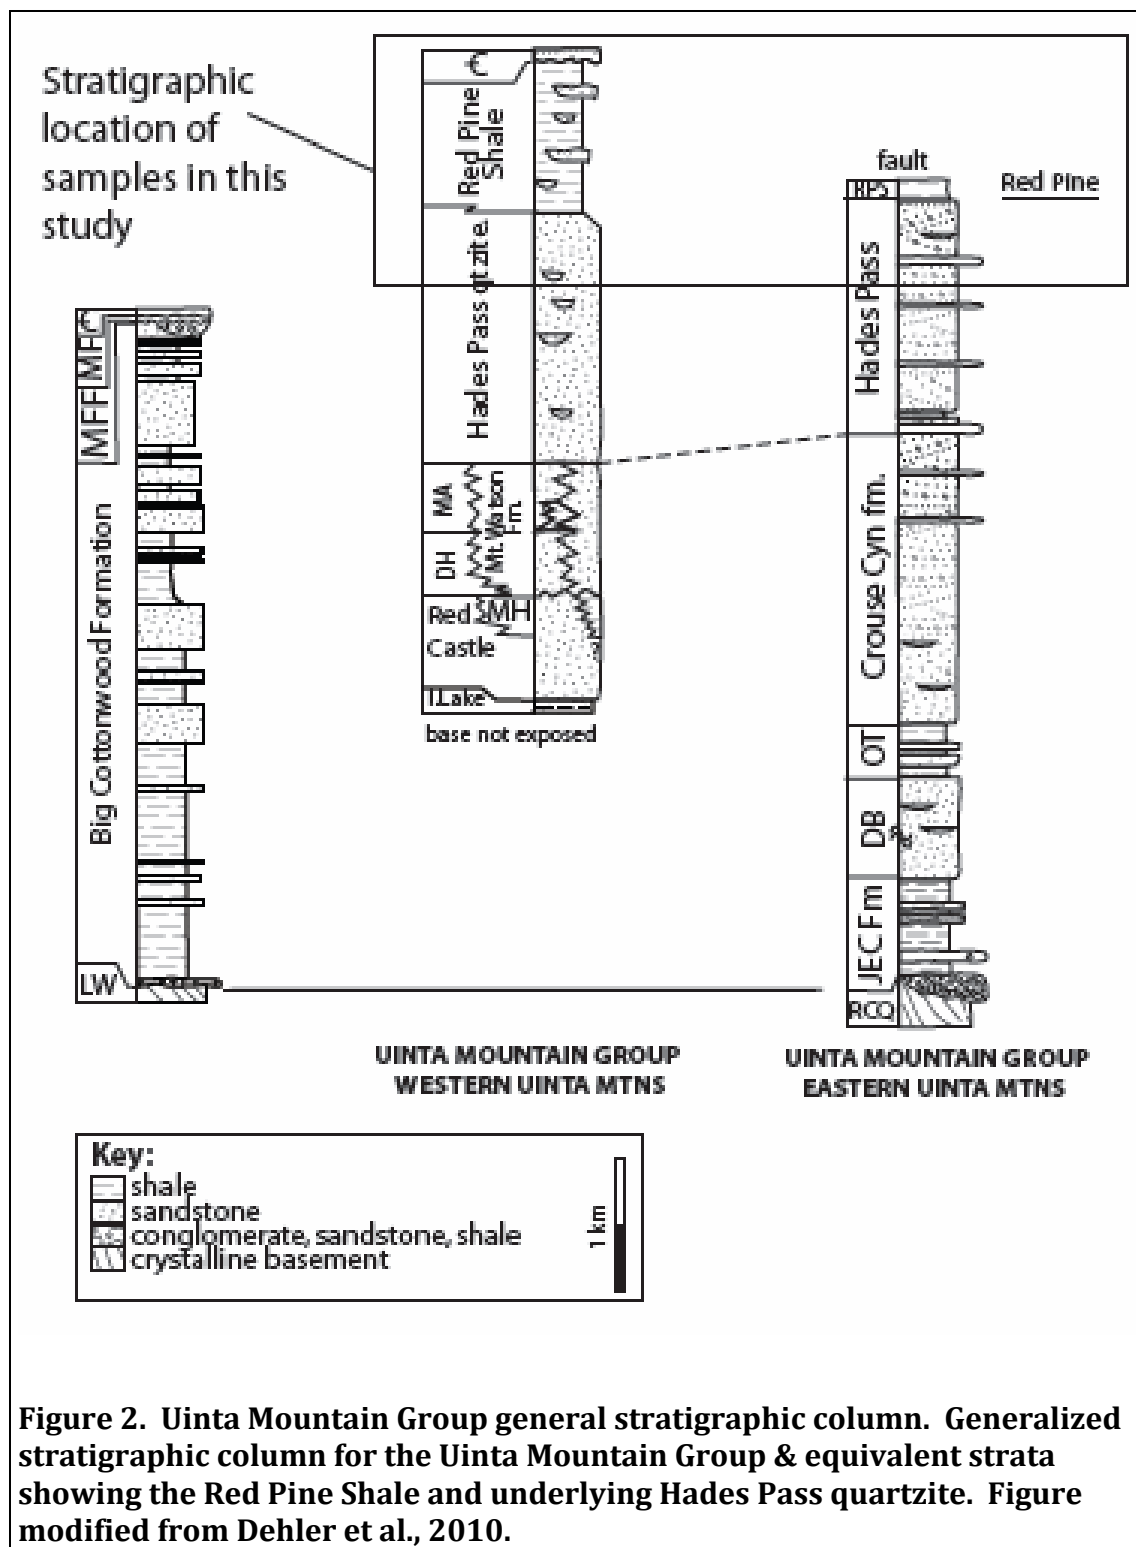 Stratigraphic
location of
samples in this
study
Ꞓ
Red Pine
Shale
Hades Pass qtzite.
MA
DH
Mt. Watson
Fm.
Red
MH
Castle
I.Lake
base not exposed
fault
RPS
Red Pine
Hades Pass
Crouse Cyn fm.
OT
DB
JEC Fm
RCQ
Ꞓ
MF
MFF
Big Cottonwood Formation
LW
UINTA MOUNTAIN GROUP
WESTERN UINTA MTNS
UINTA MOUNTAIN GROUP
EASTERN UINTA MTNS
Key:
shale
sandstone
conglomerate, sandstone, shale
crystalline basement
1 km
Figure 2. Uinta Mountain Group general stratigraphic column. Generalized
stratigraphic column for the Uinta Mountain Group & equivalent strata
showing the Red Pine Shale and underlying Hades Pass quartzite. Figure
modified from Dehler et al., 2010.